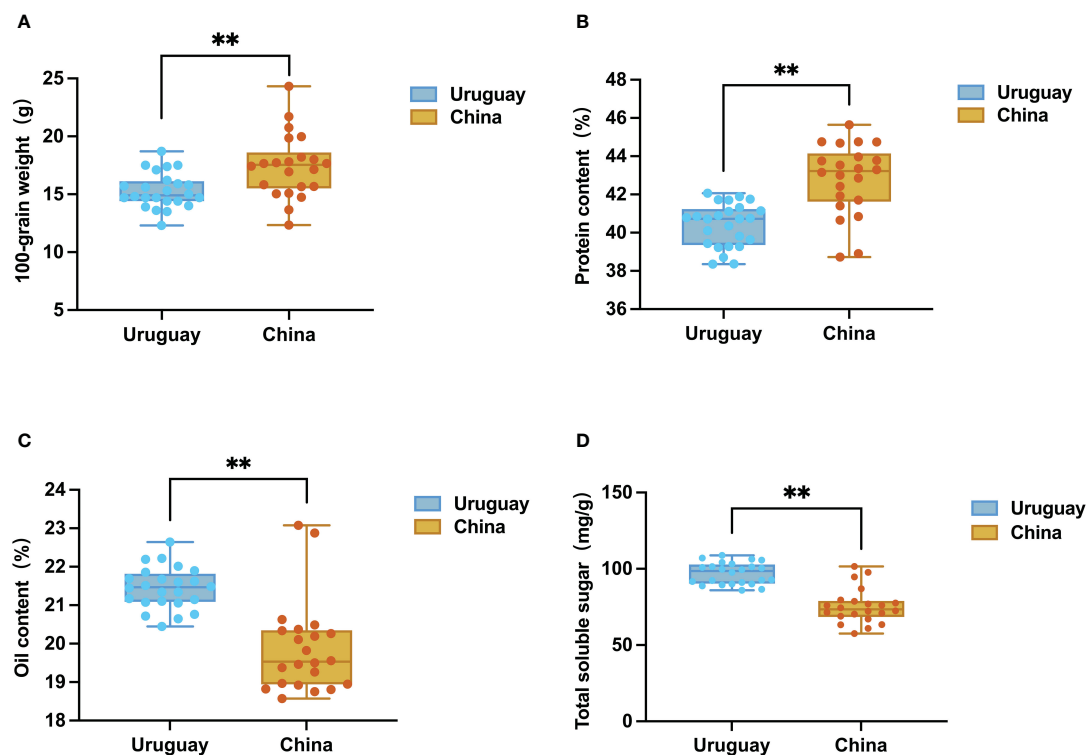 A
**
100-grain weight (g)
25
20
15
10
5
Uruguay
China
Uruguay
China
B
**
Protein content (%)
48
46
44
42
40
38
36
Uruguay
China
Uruguay
China
C
**
Oil content (%)
24
23
22
21
20
19
18
Uruguay
China
Uruguay
China
D
**
Total soluble sugar (mg/g)
150
100
50
0
Uruguay
China
Uruguay
China